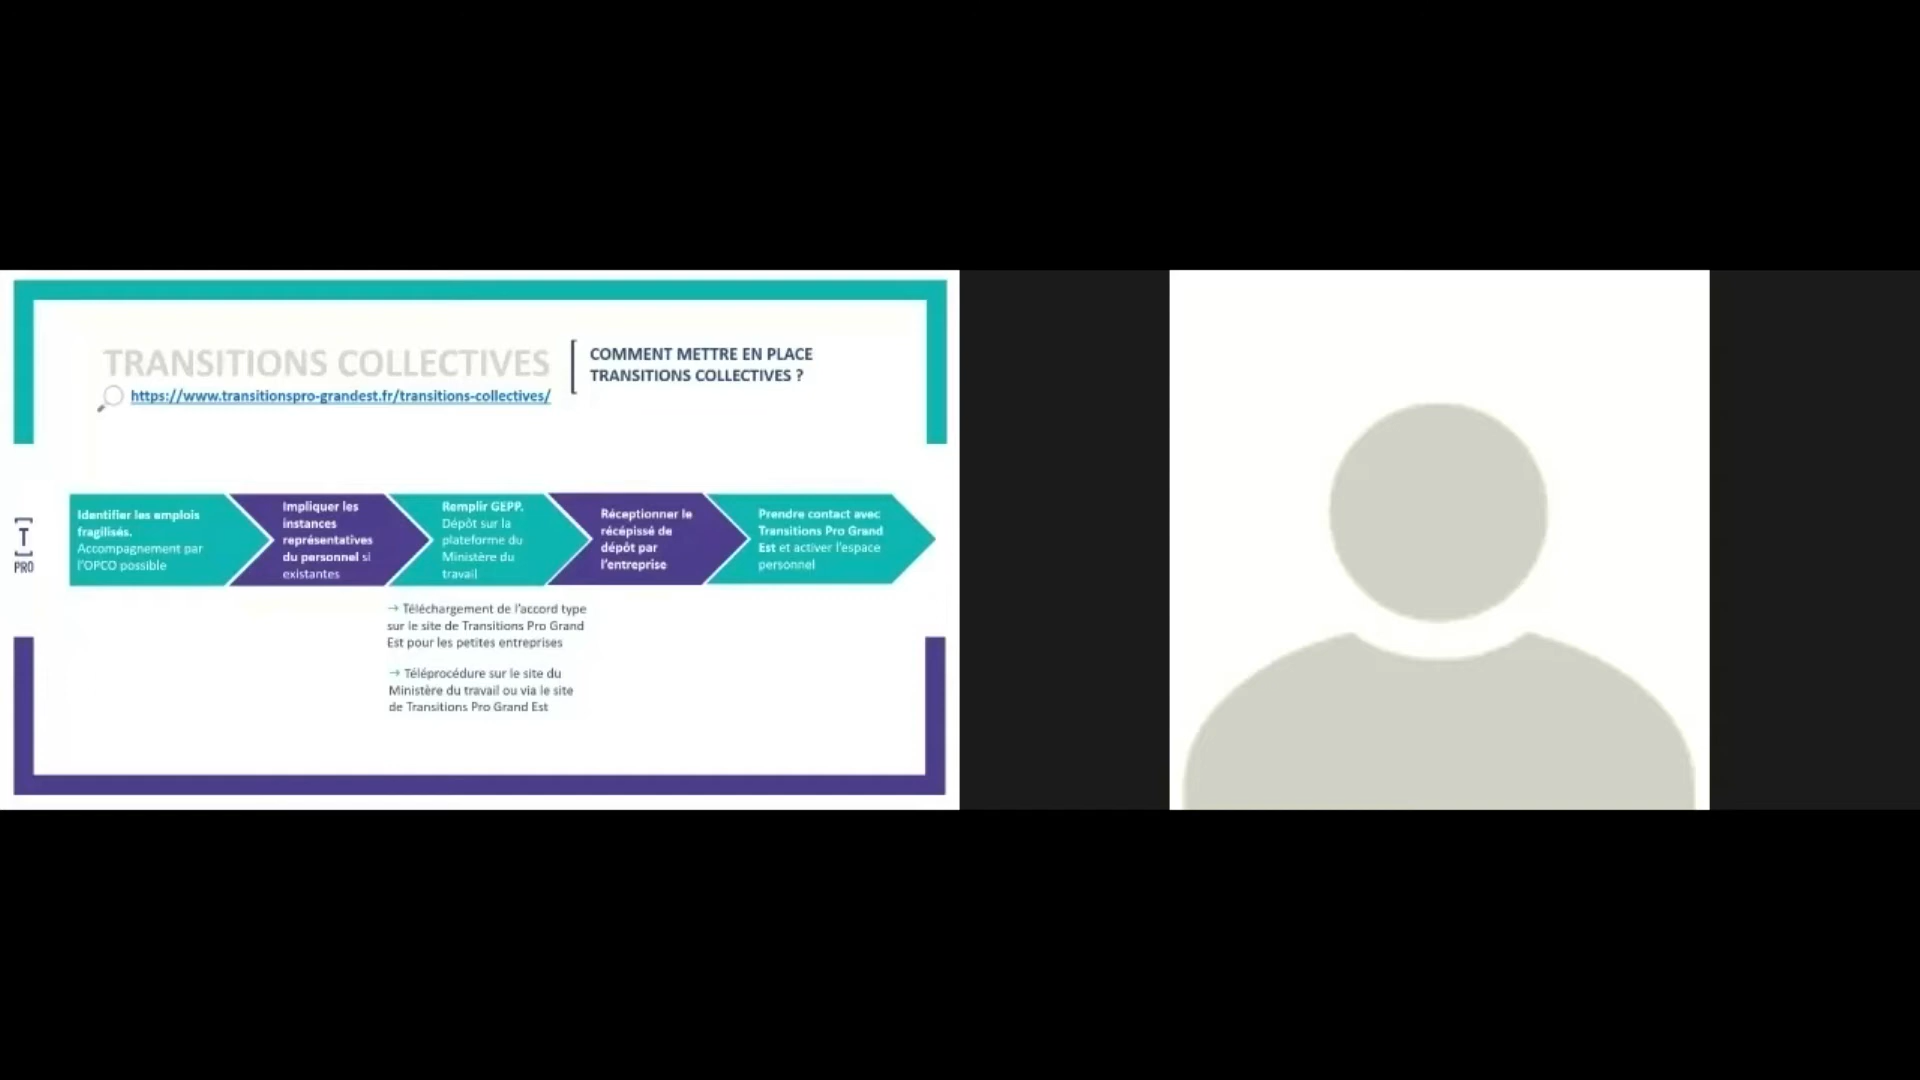 TRANSITIONS COLLECTIVES
https://www.transitionspro-grandest.fr/transitions-collectives/
COMMENT METTRE EN PLACE
TRANSITIONS COLLECTIVES ?
[T]
PRO
Identifier les emplois
fragilisés.
Accompagnement par
l'OPCO possible
Impliquer les
instances
représentatives
du personnel si
existantes
Remplir GEPP.
Dépôt sur la
plateforme du
Ministère du
travail
Réceptionner le
récépissé de
dépôt par
l'entreprise
Prendre contact avec
Transitions Pro Grand
Est et activer l'espace
personnel
→ Téléchargement de l'accord type
sur le site de Transitions Pro Grand
Est pour les petites entreprises
→ Téléprocédure sur le site du
Ministère du travail ou via le site
de Transitions Pro Grand Est